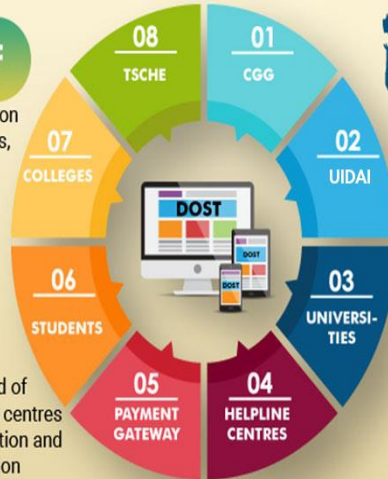 08
TSCHE
01
CGG
on
s,
07
COLLEGES
02
UIDAI
DOST
DOST
DOST
06
STUDENTS
03
UNIVERSI-
TIES
05
PAYMENT
GATEWAY
04
HELPLINE
CENTRES
d of
centres
tion and
on